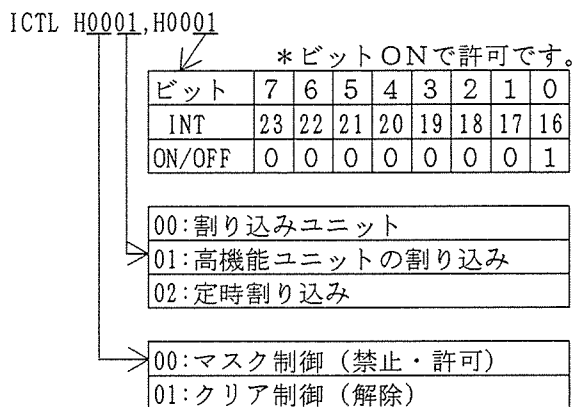 ICTL H0001,H0001
*ビットONで許可です。
ビット 7 6 5 4 3 2 1 0
INT 23 22 21 20 19 18 17 16
ON/OFF 0 0 0 0 0 0 0 1
00:割り込みユニット
01:高機能ユニットの割り込み
02:定時割り込み
00:マスク制御（禁止・許可）
01:クリア制御（解除）